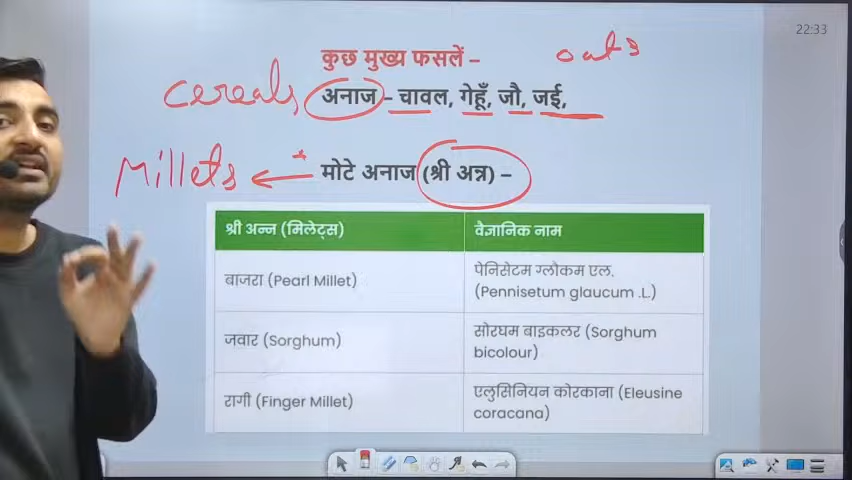 22:33
कुछ मुख्य फसलें –
oats
cereals
अनाज – चावल, गेहूँ, जौ, जई,
Millets
मोटे अनाज (श्री अन्न) –
श्री अन्न (मिलेट्स)
वैज्ञानिक नाम
बाजरा (Pearl Millet)
पेनिसेटम ग्लौकम एल.
(Pennisetum glaucum .L)
जवार (Sorghum)
सोरघम बाइकलर (Sorghum
bicolour)
रागी (Finger Millet)
एलुसिनियन कोरकाना (Eleusine
coracana)